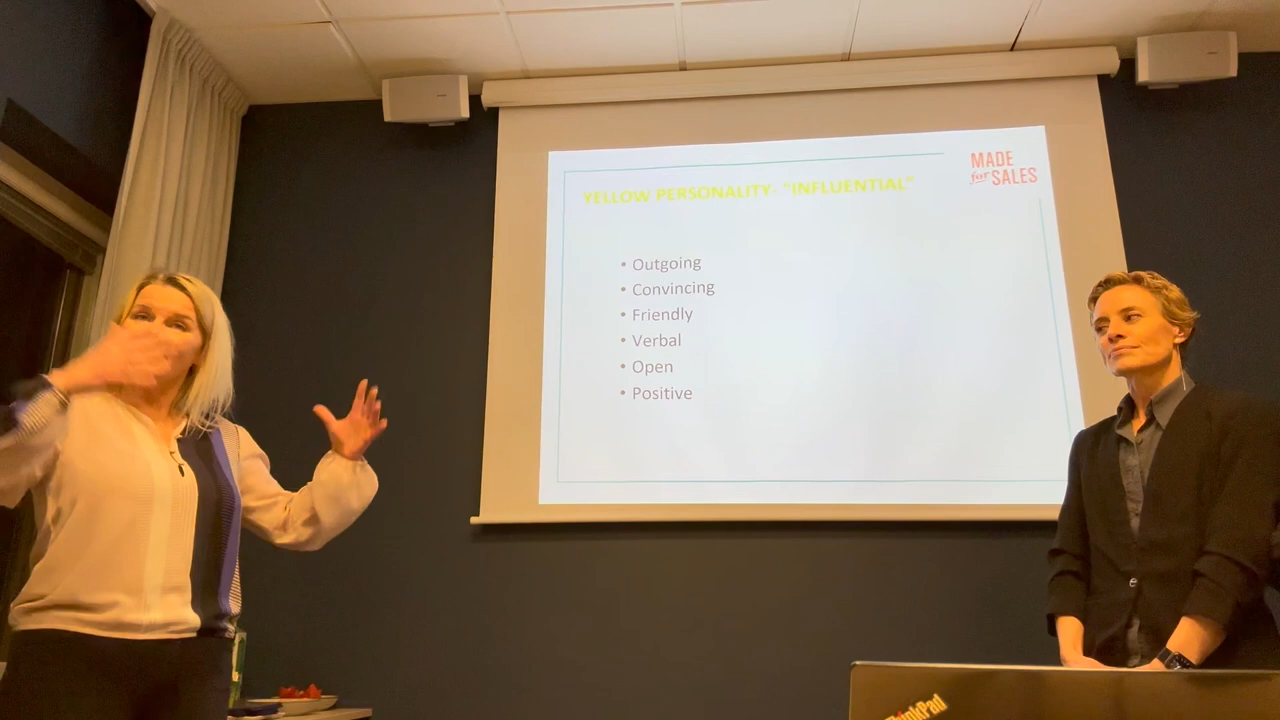 MADE
for SALES
YELLOW PERSONALITY- "INFLUENTIAL"
• Outgoing
• Convincing
• Friendly
• Verbal
• Open
• Positive
ThinkPad